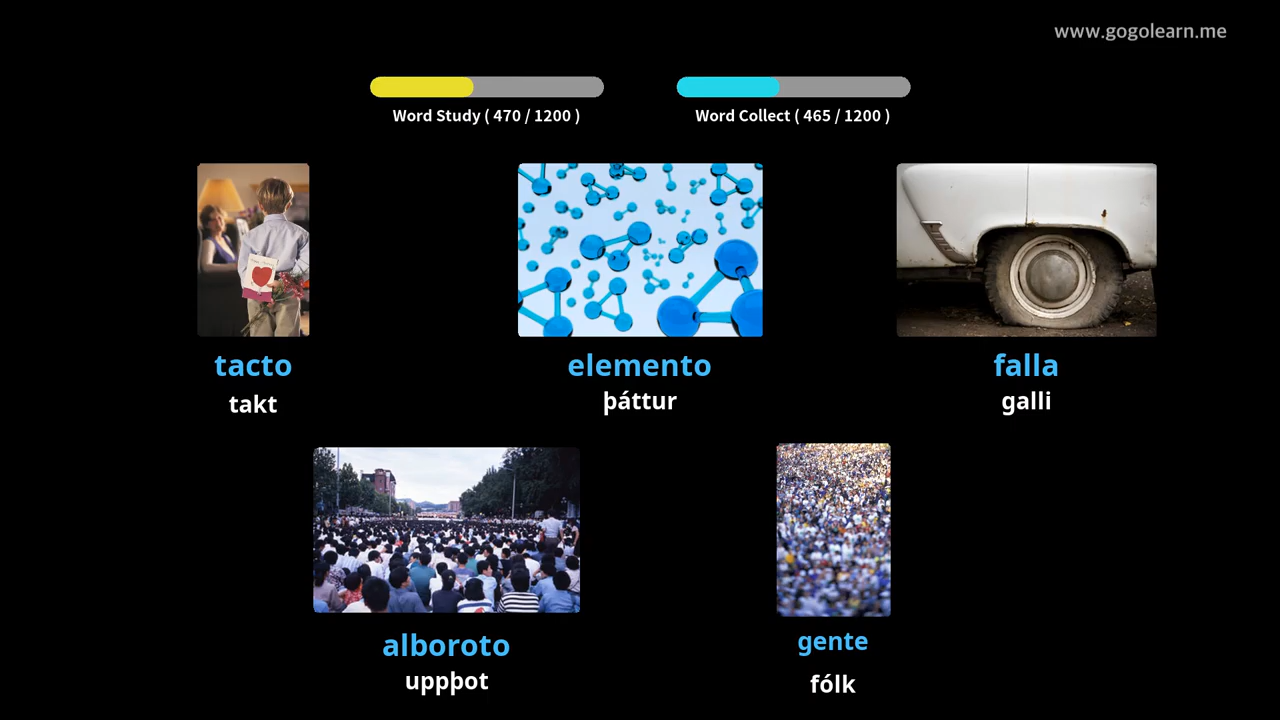 www.gogolearn.me
Word Study ( 470 / 1200 )
Word Collect ( 465 / 1200 )
tacto
takt
elemento
þáttur
falla
galli
alboroto
uppþot
gente
fólk